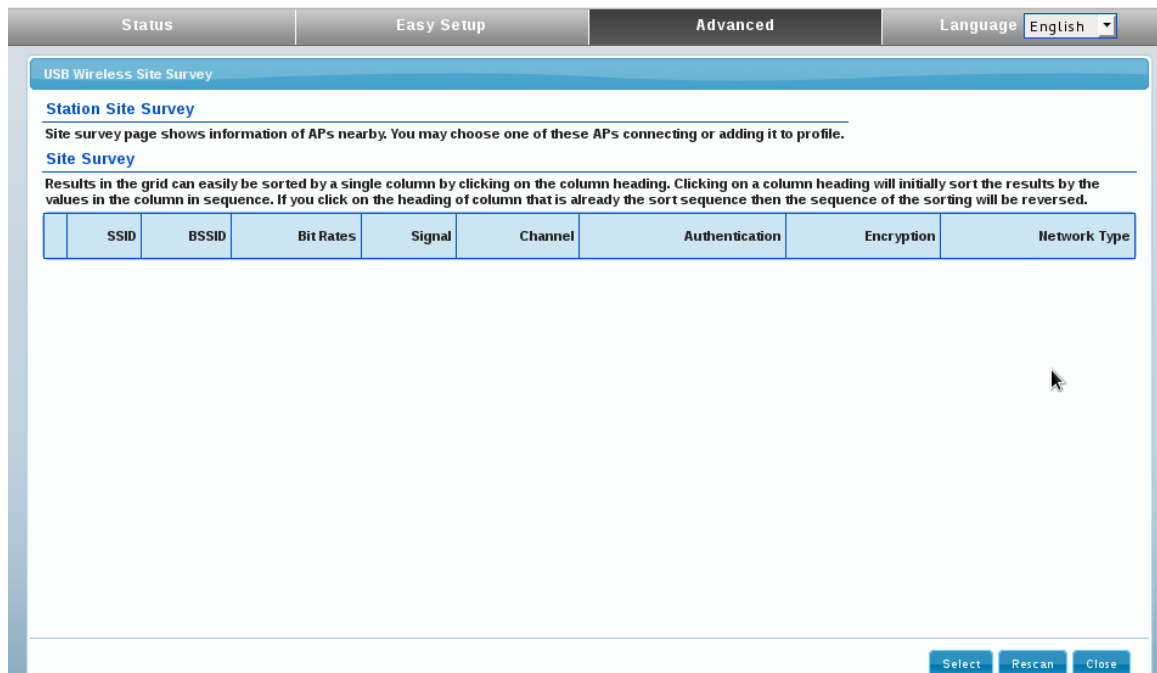 Status Easy Setup Advanced Language English
USB Wireless Site Survey
Station Site Survey
Site survey page shows information of APs nearby. You may choose one of these APs connecting or adding it to profile.
Site Survey
Results in the grid can easily be sorted by a single column by clicking on the column heading. Clicking on a column heading will initially sort the results by the
values in the column in sequence. If you click on the heading of column that is already the sort sequence then the sequence of the sorting will be reversed.
SSID BSSID Bit Rates Signal Channel Authentication Encryption Network Type
Select Rescan Close